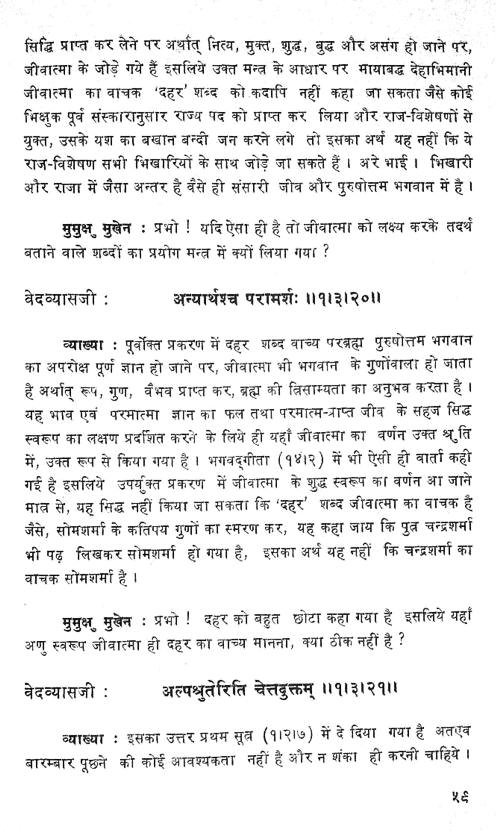 सिद्धि प्राप्त कर लेने पर अर्थात् नित्य, मुक्त, शुद्ध, बुद्ध और असंग हो जाने पर,
जीवात्मा के जोड़े गये हैं इसलिये उक्त मन्त्र के आधार पर मायाबद्ध देहाभिमानी
जीवात्मा का वाचक 'दहर' शब्द को कदापि नहीं कहा जा सकता जैसे कोई
भिक्षुक पूर्व संस्कारानुसार राज्य पद को प्राप्त कर लिया और राज-विशेषणों से
युक्त, उसके यश का बखान बन्दी जन करने लगे तो इसका अर्थ यह नहीं कि ये
राज-विशेषण सभी भिखारियों के साथ जोड़े जा सकते हैं । अरे भाई । भिखारी
और राजा में जैसा अन्तर है वैसे ही संसारी जीव और पुरुषोत्तम भगवान में है ।
मुमुक्षु मुखेन : प्रभो ! यदि ऐसा ही है तो जीवात्मा को लक्ष्य करके तदर्थ
बताने वाले शब्दों का प्रयोग मन्त्र में क्यों लिया गया ?
वेदव्यासजी : अन्यार्थश्च परामर्शः ॥१।३।२०॥
व्याख्या : पूर्वोक्त प्रकरण में दहर शब्द वाच्य परब्रह्म पुरुषोत्तम भगवान
का अपरोक्ष पूर्ण ज्ञान हो जाने पर, जीवात्मा भी भगवान के गुणोंवाला हो जाता
है अर्थात् रूप, गुण, वैभव प्राप्त कर, ब्रह्म की त्रिसाम्यता का अनुभव करता है ।
यह भाव एवं परमात्मा ज्ञान का फल तथा परमात्म-प्राप्त जीव के सहज सिद्ध
स्वरूप का लक्षण प्रदर्शित करने के लिये ही यहाँ जीवात्मा का वर्णन उक्त श्रुति
में, उक्त रूप से किया गया है । भगवद्गीता (१४।२) में भी ऐसी ही वार्ता कही
गई है इसलिये उपर्युक्त प्रकरण में जीवात्मा के शुद्ध स्वरूप का वर्णन आ जाने
मात्र से, यह सिद्ध नहीं किया जा सकता कि 'दहर' शब्द जीवात्मा का वाचक है
जैसे, सोमशर्मा के कतिपय गुणों का स्मरण कर, यह कहा जाय कि पुत्र चन्द्रशर्मा
भी पढ़ लिखकर सोमशर्मा हो गया है, इसका अर्थ यह नहीं कि चन्द्रशर्मा का
वाचक सोमशर्मा है ।
मुमुक्षु मुखेन : प्रभो ! दहर को बहुत छोटा कहा गया है इसलिये यहाँ
अणु स्वरूप जीवात्मा ही दहर का वाच्य मानना, क्या ठीक नहीं है ?
वेदव्यासजी : अल्पश्रुतेरिति चेत्तदुक्तम् ॥१।३।२१॥
व्याख्या : इसका उत्तर प्रथम सूत्र (१।२।७) में दे दिया गया है अतएव
बारम्बार पूछने की कोई आवश्यकता नहीं है और न शंका ही करनी चाहिये ।
५९